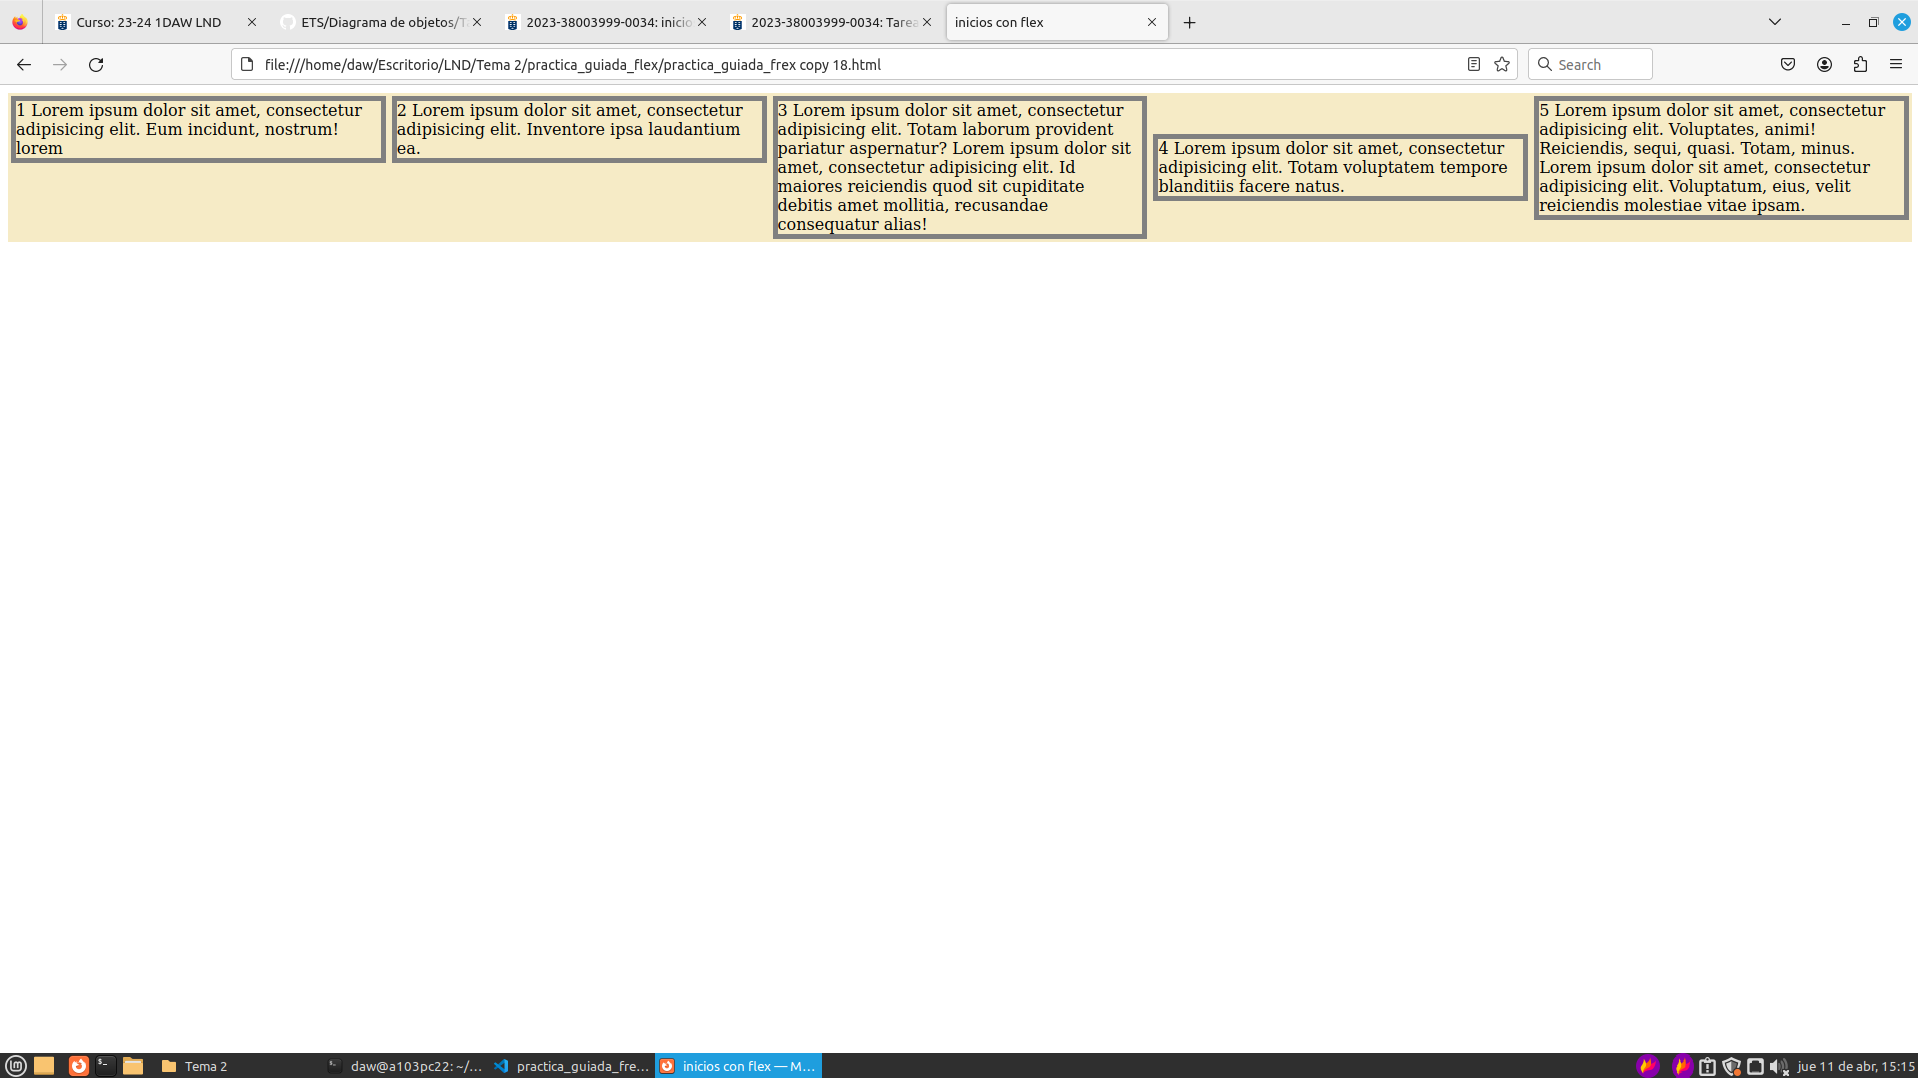 Curso: 23-24 1DAW LND
ETS/Diagrama de objetos/T
2023-38003999-0034: inicio
2023-38003999-0034: Tarea
inicios con flex
file:///home/daw/Escritorio/LND/Tema 2/practica_guiada_flex/practica_guiada_frex copy 18.html
Search
1 Lorem ipsum dolor sit amet, consectetur
adipisicing elit. Eum incidunt, nostrum!
lorem
2 Lorem ipsum dolor sit amet, consectetur
adipisicing elit. Inventore ipsa laudantium
ea.
3 Lorem ipsum dolor sit amet, consectetur
adipisicing elit. Totam laborum provident
pariatur aspernatur? Lorem ipsum dolor sit
amet, consectetur adipisicing elit. Id
maiores reiciendis quod sit cupiditate
debitis amet mollitia, recusandae
consequatur alias!
4 Lorem ipsum dolor sit amet, consectetur
adipisicing elit. Totam voluptatem tempore
blanditiis facere natus.
5 Lorem ipsum dolor sit amet, consectetur
adipisicing elit. Voluptates, animi!
Reiciendis, sequi, quasi. Totam, minus.
Lorem ipsum dolor sit amet, consectetur
adipisicing elit. Voluptatum, eius, velit
reiciendis molestiae vitae ipsam.
Tema 2
daw@a103pc22: ~/...
practica_guiada_fre...
inicios con flex — M...
jue 11 de abr, 15:15